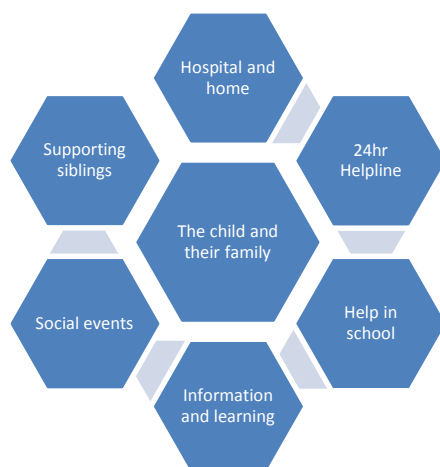 Hospital and
home
24hr
Helpline
Help in
school
Information
and learning
Social events
Supporting
siblings
The child and
their family